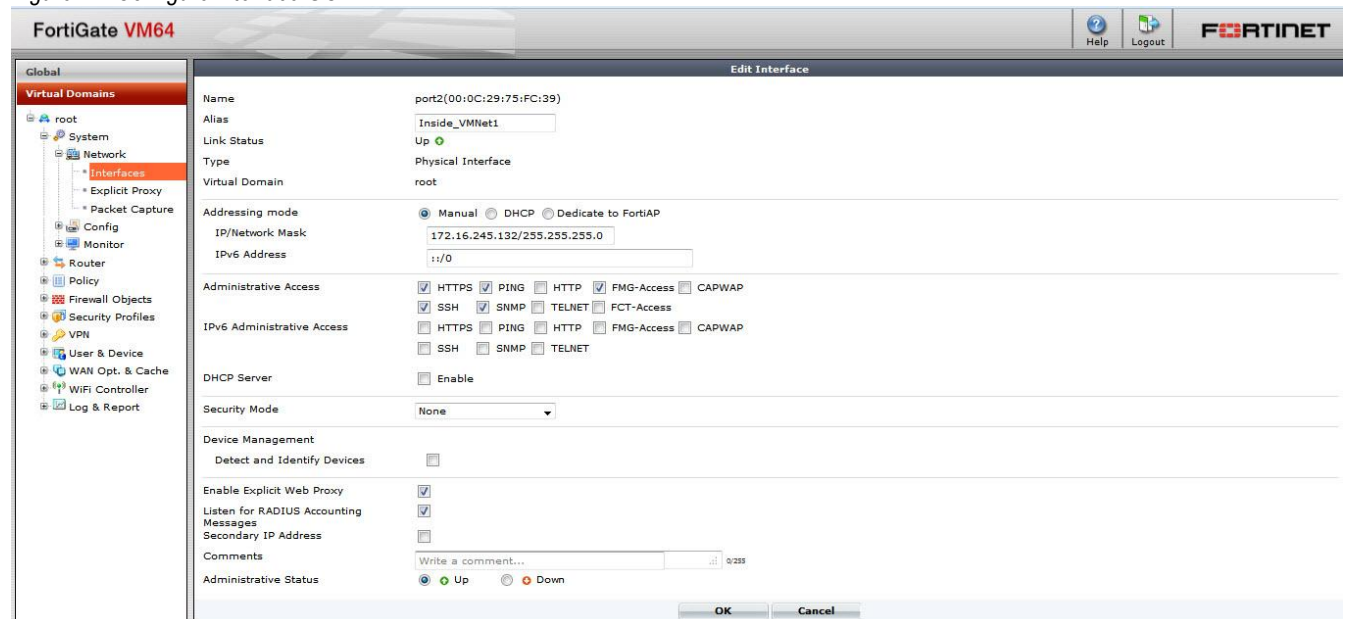 FortiGate VM64
Help
Logout
FORTINET
Global
Virtual Domains
root
System
Network
Interfaces
Explicit Proxy
Packet Capture
Config
Monitor
Router
Policy
Firewall Objects
Security Profiles
VPN
User & Device
WAN Opt. & Cache
WiFi Controller
Log & Report
Edit Interface
Name port2(00:0C:29:75:FC:39)
Alias Inside_VMNet1
Link Status Up
Type Physical Interface
Virtual Domain root
Addressing mode Manual DHCP Dedicate to FortiAP
IP/Network Mask 172.16.245.132/255.255.255.0
IPv6 Address ::/0
Administrative Access HTTPS PING HTTP FMG-Access CAPWAP
SSH SNMP TELNET FCT-Access
IPv6 Administrative Access HTTPS PING HTTP FMG-Access CAPWAP
SSH SNMP TELNET
DHCP Server Enable
Security Mode None
Device Management
Detect and Identify Devices
Enable Explicit Web Proxy
Listen for RADIUS Accounting
Messages
Secondary IP Address
Comments Write a comment... 0/255
Administrative Status Up Down
OK Cancel